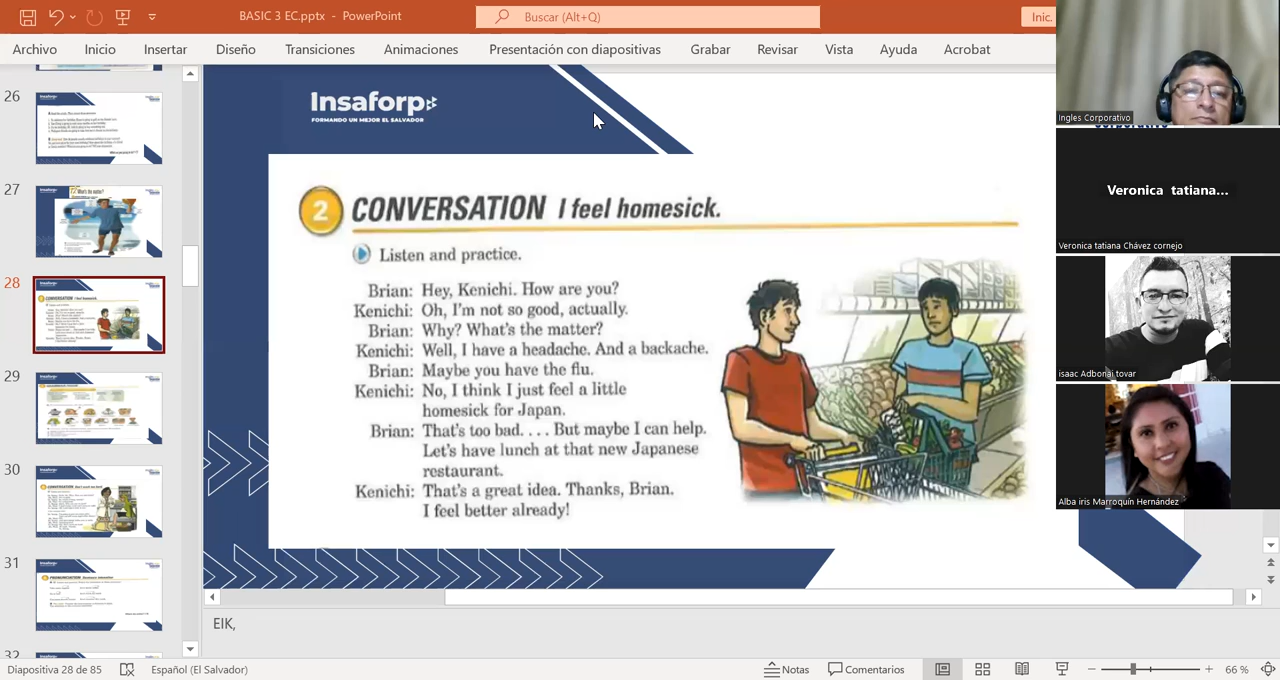 BASIC 3 EC.pptx - PowerPoint
Buscar (Alt+Q)
Inic.
Archivo Inicio Insertar Diseño Transiciones Animaciones Presentación con diapositivas Grabar Revisar Vista Ayuda Acrobat
26
27
28
29
30
31
Insaforp
FORMANDO UN MEJOR EL SALVADOR
2 CONVERSATION I feel homesick.
Listen and practice.
Brian: Hey, Kenichi. How are you?
Kenichi: Oh, I'm not so good, actually.
Brian: Why? What's the matter?
Kenichi: Well, I have a headache. And a backache.
Brian: Maybe you have the flu.
Kenichi: No, I think I just feel a little
homesick for Japan.
Brian: That's too bad. . . . But maybe I can help.
Let's have lunch at that new Japanese
restaurant.
Kenichi: That's a great idea. Thanks, Brian.
I feel better already!
Ingles Corporativo
Veronica tatiana...
Veronica tatiana Chávez cornejo
isaac Adbonai tovar
Alba iris Marroquín Hernández
EIK,
Diapositiva 28 de 85
Español (El Salvador)
Notas
Comentarios
66 %